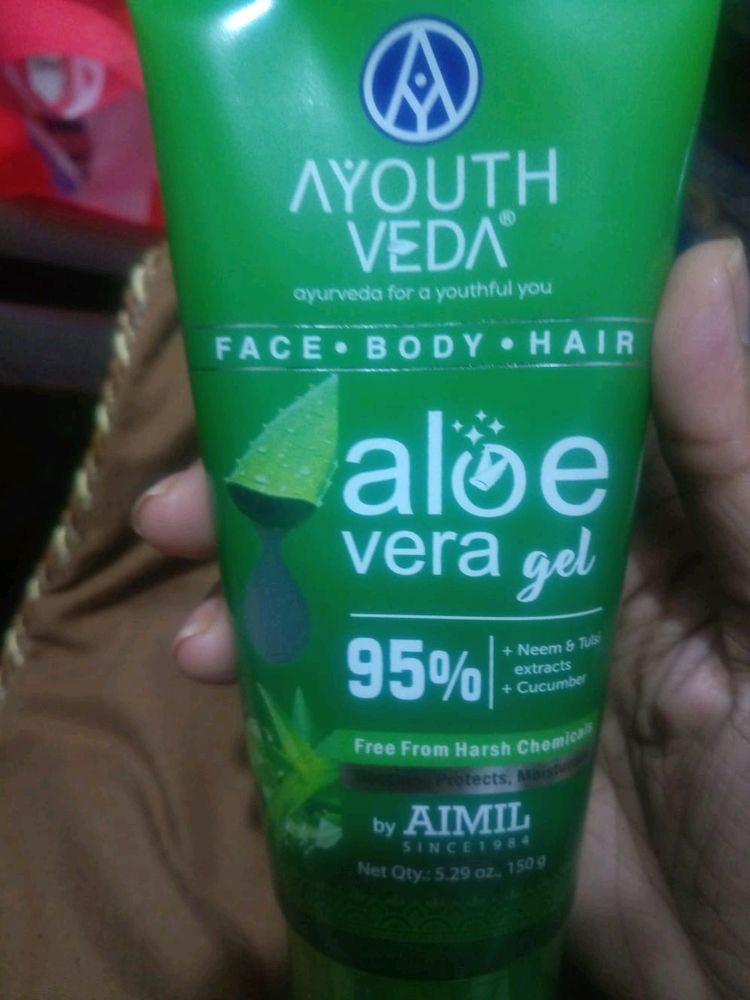 AYOUTH
VEDA®
ayurveda for a youthful you
FACE • BODY • HAIR
aloe
vera gel
95%
+ Neem & Tulsi
extracts
+ Cucumber
Free From Harsh Chemicals
Protects,
by AIMIL
SINCE 1984
Net Qty.: 5.29 oz., 150 g